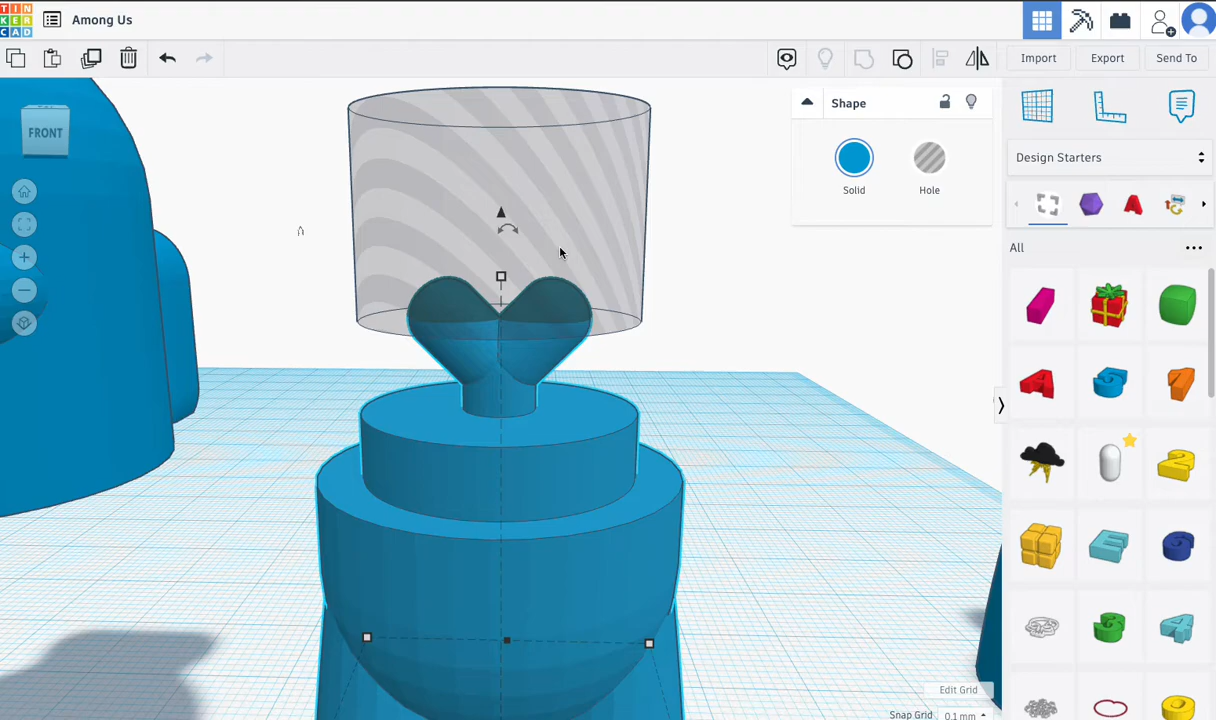 TIN
KER
CAD
Among Us
Import
Export
Send To
FRONT
Shape
Solid
Hole
Design Starters
All
Edit Grid
Snap Grid
0.1 mm